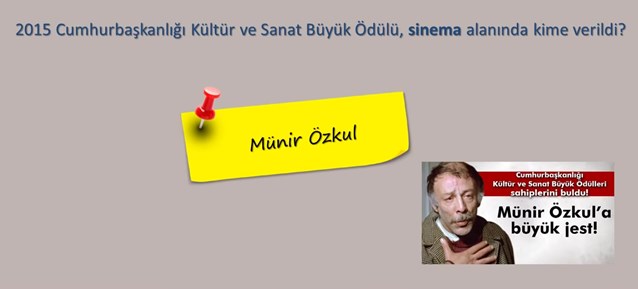 2015 Cumhurbaşkanlığı Kültür ve Sanat Büyük Ödülü, sinema alanında kime verildi?
Münir Özkul
Cumhurbaşkanlığı
Kültür ve Sanat Büyük Ödülleri
sahiplerini buldu!
Münir Özkul'a
büyük jest!